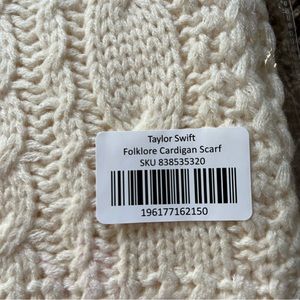 Taylor Swift
Folklore Cardigan Scarf
SKU 838535320
196177162150